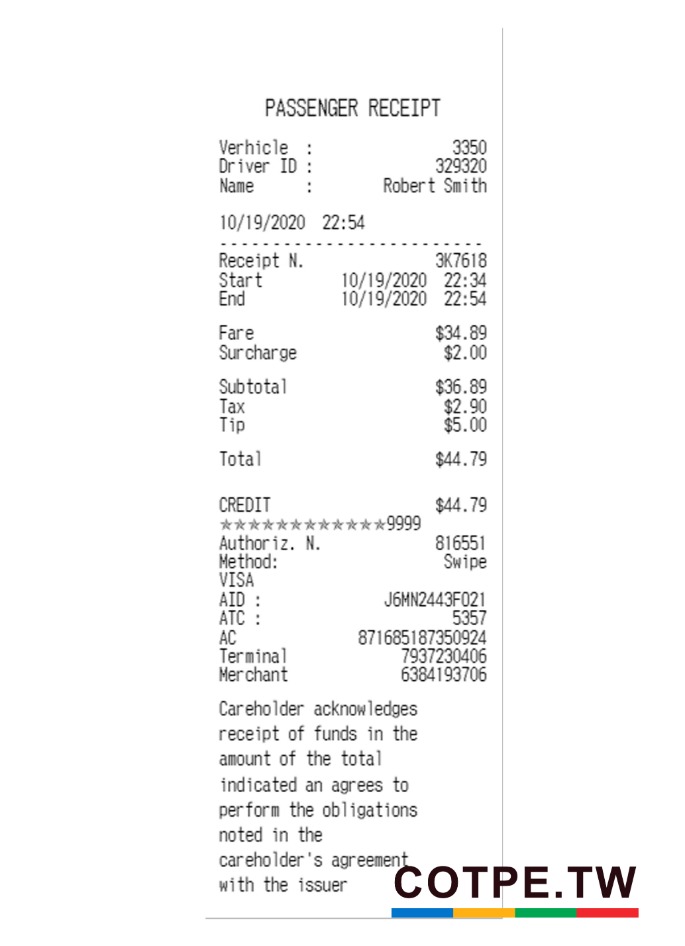 PASSENGER RECEIPT
Verhicle : 3350
Driver ID : 329320
Name : Robert Smith
10/19/2020 22:54
-------------------------
Receipt N. 3K7618
Start 10/19/2020 22:34
End 10/19/2020 22:54
Fare $34.89
Surcharge $2.00
Subtotal $36.89
Tax $2.90
Tip $5.00
Total $44.79
CREDIT $44.79
************9999
Authoriz. N. 816551
Method: Swipe
VISA
AID : J6MN2443F021
ATC : 5357
AC 871685187350924
Terminal 7937230406
Merchant 6384193706
Careholder acknowledges
receipt of funds in the
amount of the total
indicated an agrees to
perform the obligations
noted in the
careholder's agreement
with the issuer
COTPE.TW